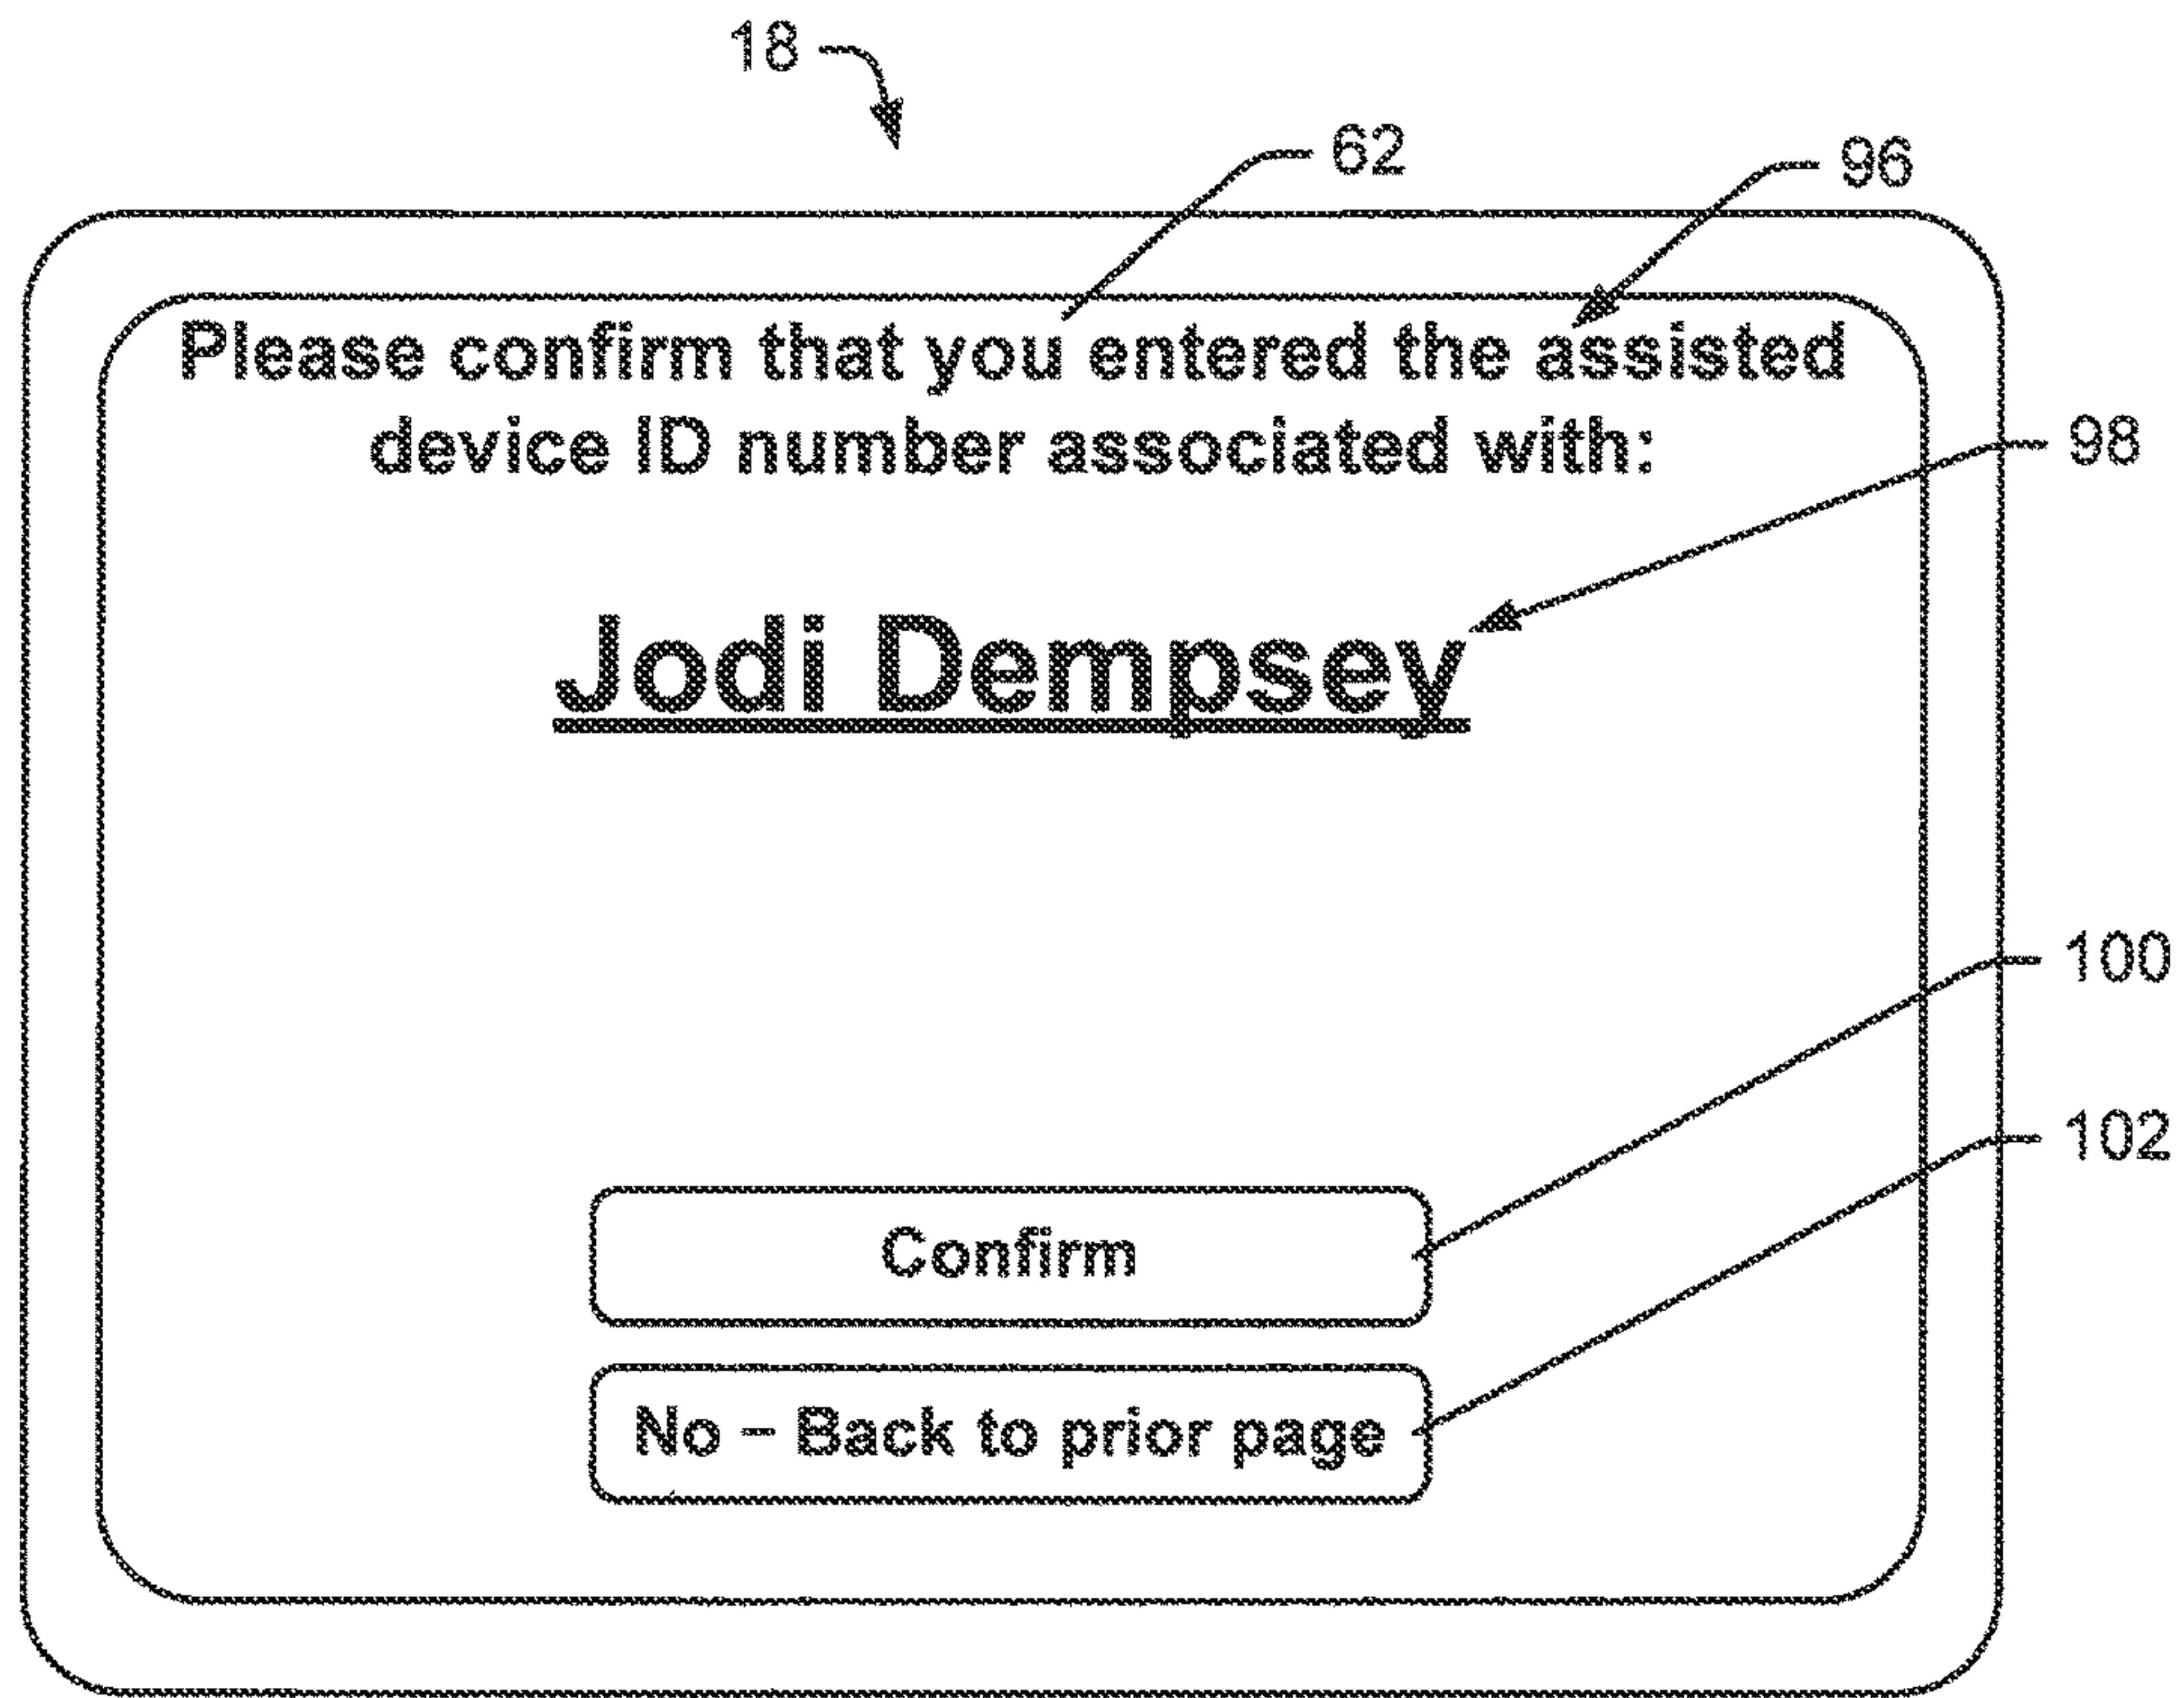 18
62
96
Please confirm that you entered the assisted
device ID number associated with:
98
Jodi Dempsey
100
102
Confirm
No – Back to prior page